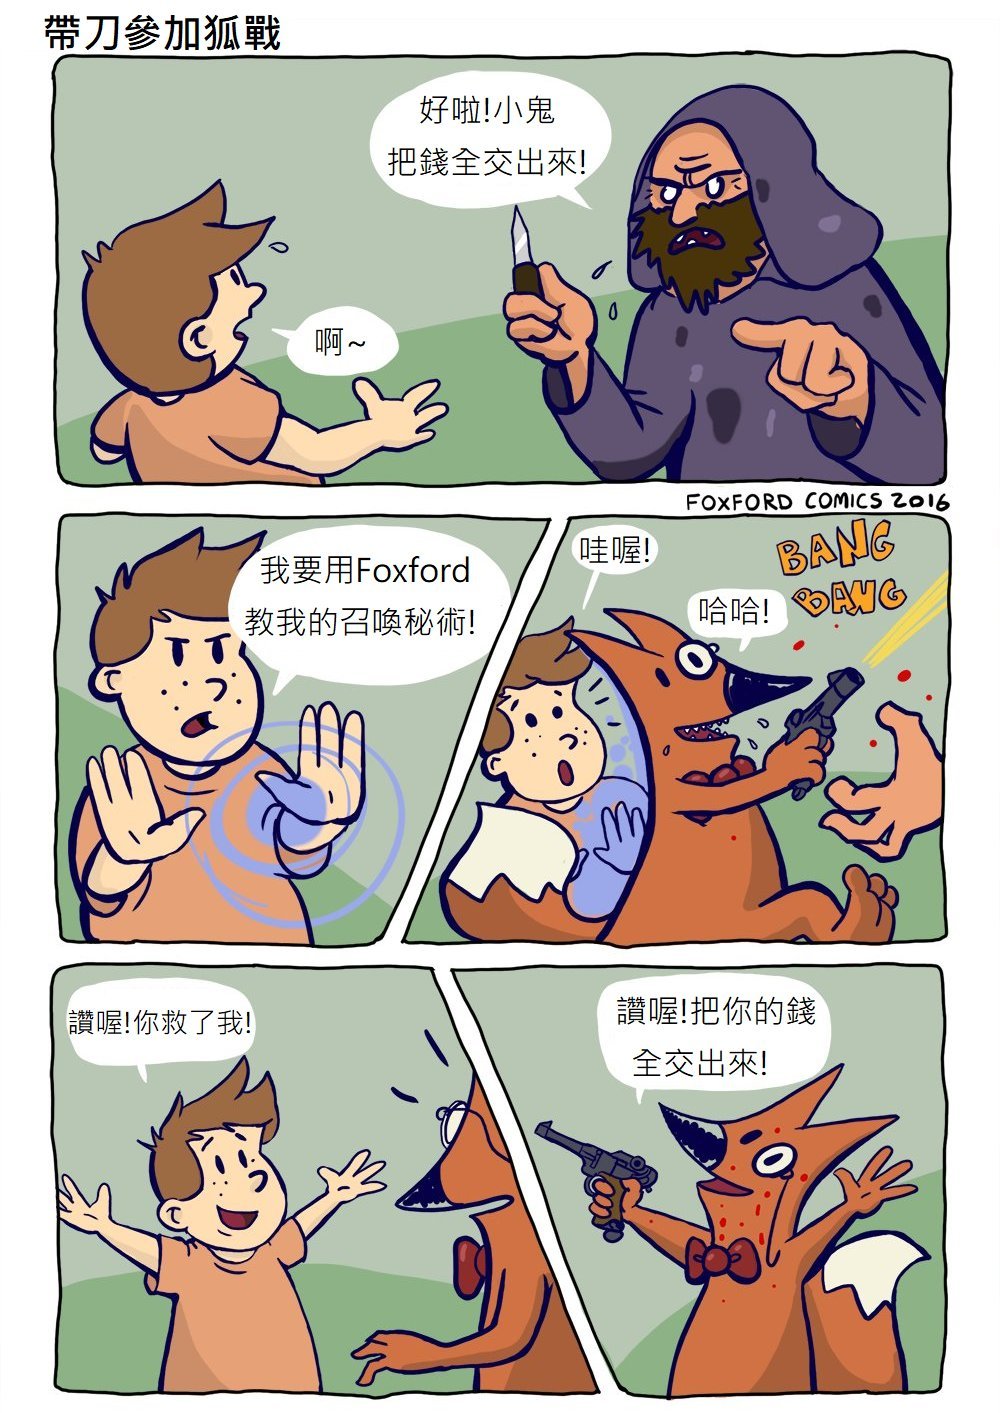 帶刀參加狐戰
好啦!小鬼
把錢全交出來!
啊~
FOXFORD COMICS 2016
我要用Foxford
教我的召喚秘術!
哇喔!
哈哈!
BANG
BANG
讚喔!你救了我!
讚喔!把你的錢
全交出來!